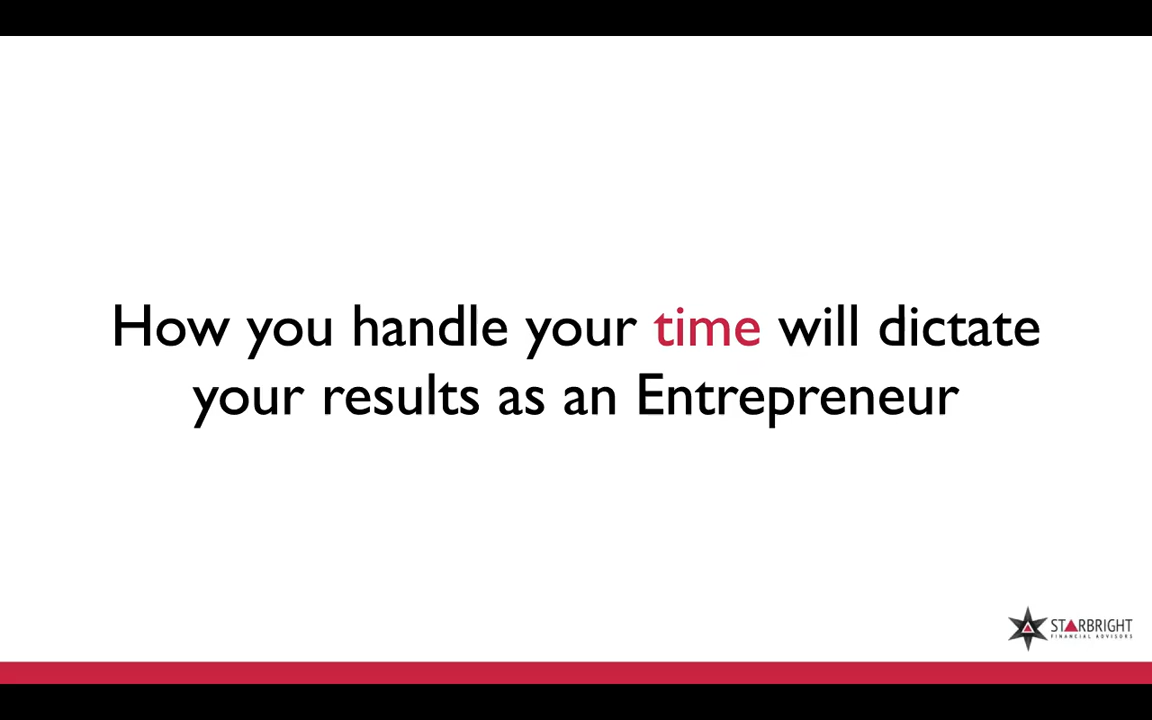 How you handle your time will dictate
your results as an Entrepreneur
STARBRIGHT
FINANCIAL ADVISORS